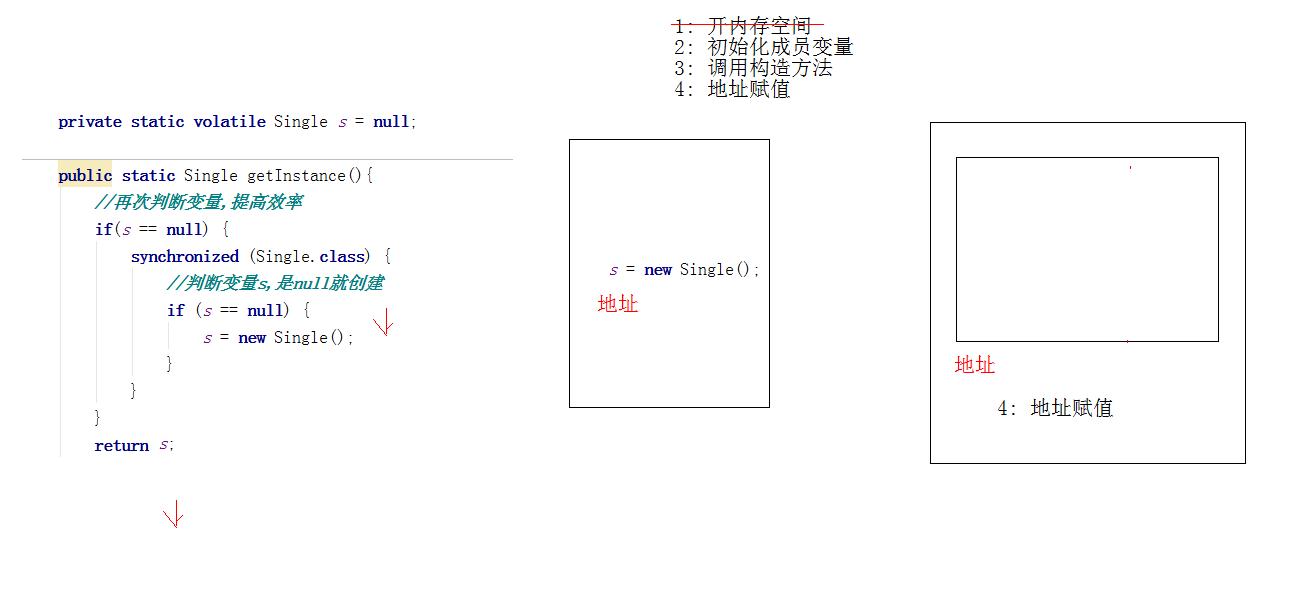 1: 开内存空间
2: 初始化成员变量
3: 调用构造方法
4: 地址赋值
private static volatile Single s = null;
public static Single getInstance(){
//再次判断变量,提高效率
if(s == null) {
synchronized (Single.class) {
//判断变量s,是null就创建
if (s == null) {
s = new Single();
}
}
}
return s;
s = new Single();
地址
地址
4: 地址赋值